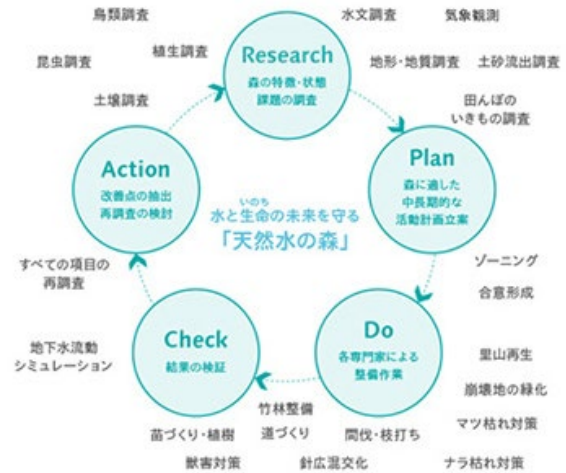 鳥類調査
水文調査
気象観測
昆虫調査
植生調査
Research
森の特徴・状態
課題の調査
地形・地質調査
土砂流出調査
土壌調査
田んぼの
いきもの調査
Action
改善点の抽出
再調査の検討
Plan
森に適した
中長期的な
活動計画立案
いのち
水と生命の未来を守る
「天然水の森」
すべての項目の
再調査
ゾーニング
合意形成
Check
結果の検証
Do
各専門家による
整備作業
地下水流動
シミュレーション
里山再生
崩壊地の緑化
竹林整備
マツ枯れ対策
苗づくり・植樹
道づくり
間伐・枝打ち
獣害対策
針広混交化
ナラ枯れ対策